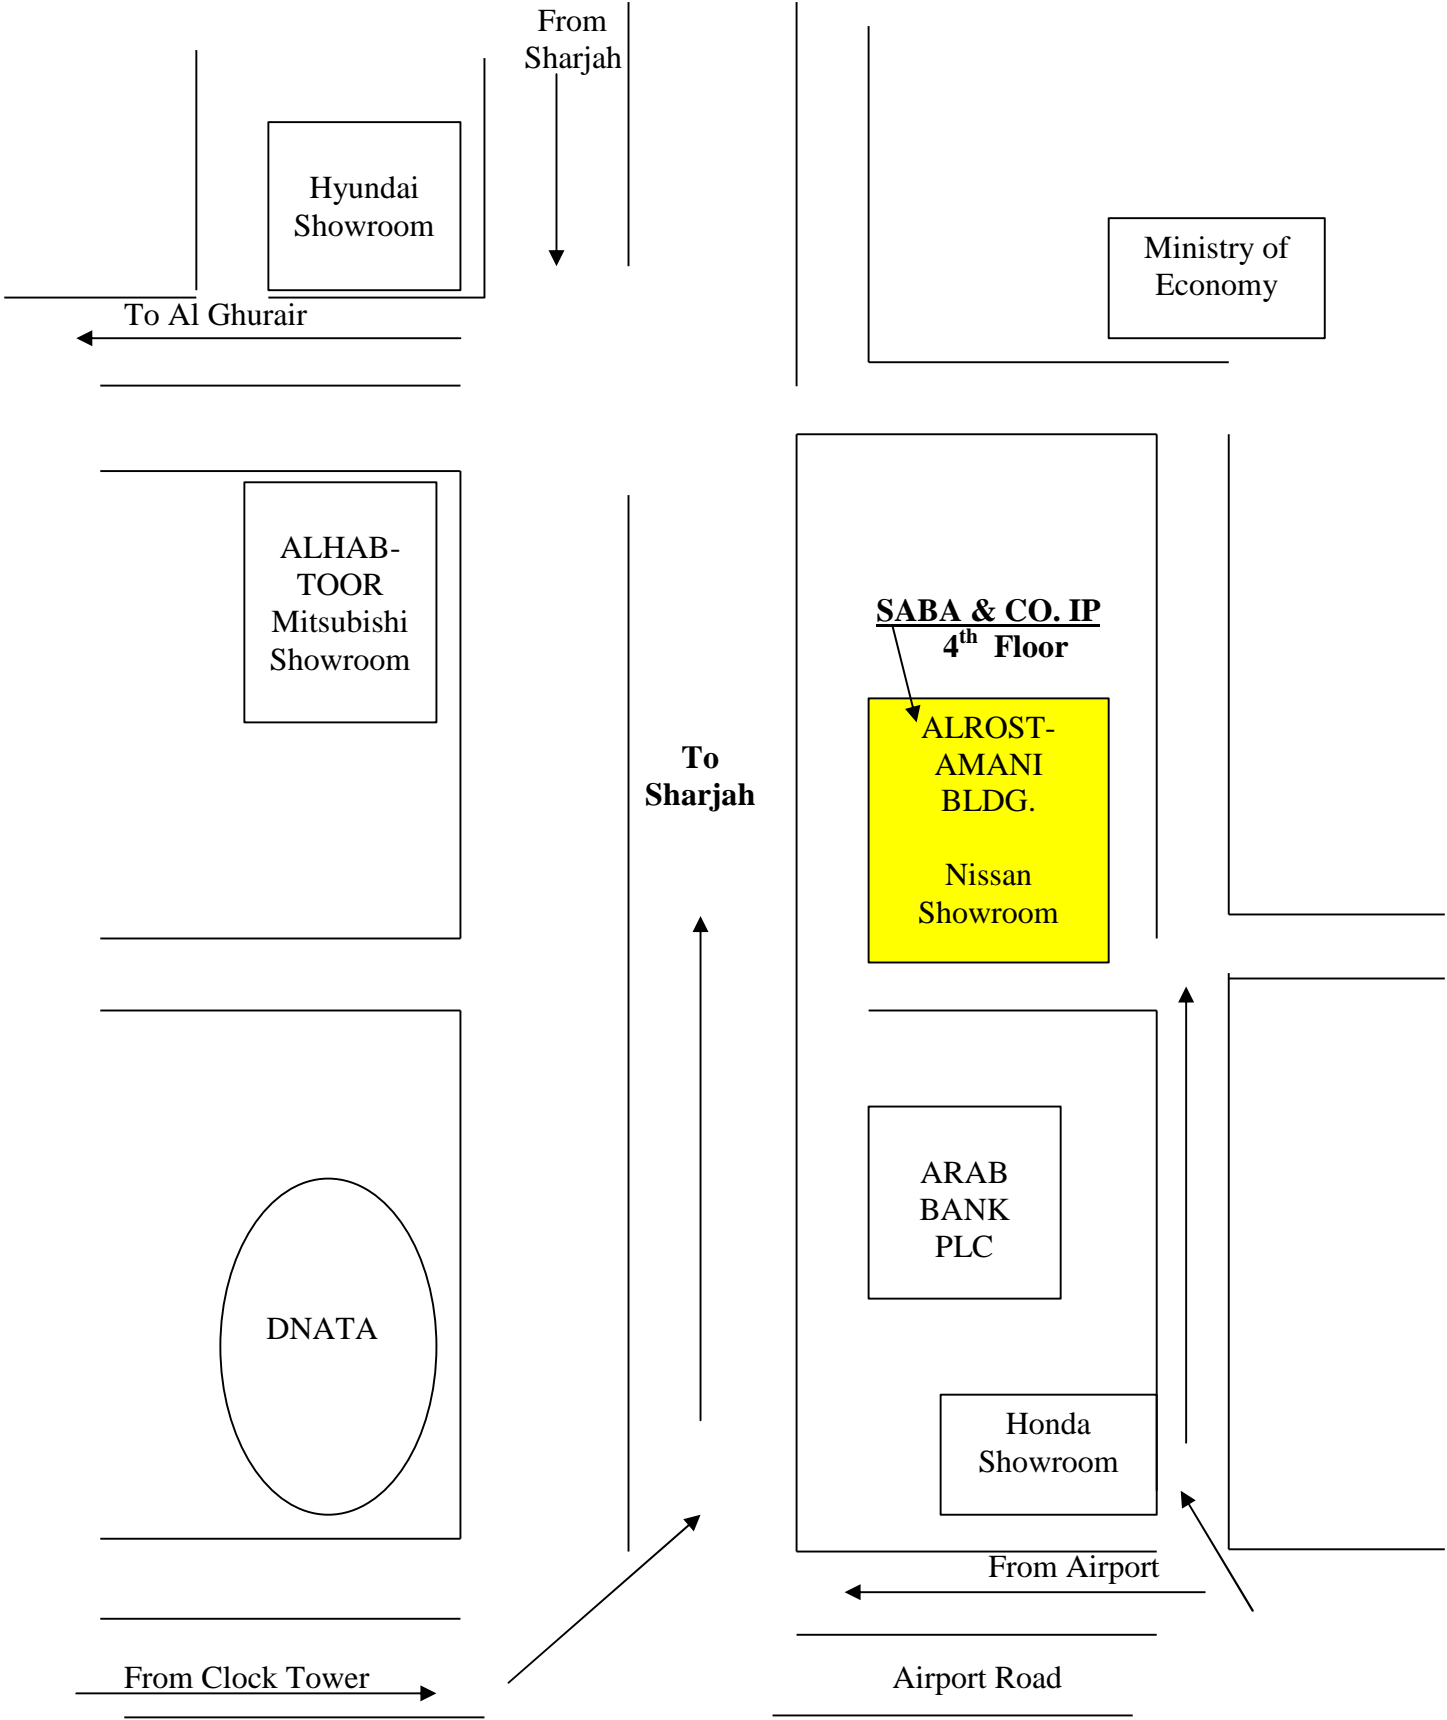 From
Sharjah
Hyundai
Showroom
Ministry of
Economy
To Al Ghurair
ALHAB-
TOOR
Mitsubishi
Showroom
SABA & CO. IP
4th Floor
ALROST-
AMANI
BLDG.
Nissan
Showroom
To
Sharjah
ARAB
BANK
PLC
DNATA
Honda
Showroom
From Airport
From Clock Tower
Airport Road